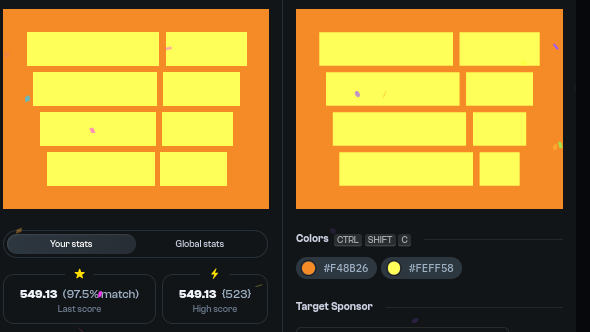 Your stats
Global stats
549.13 (97.5% match)
Last score
549.13 {523}
High score
Colors CTRL SHIFT C
#F48B26
#FEFF58
Target Sponsor